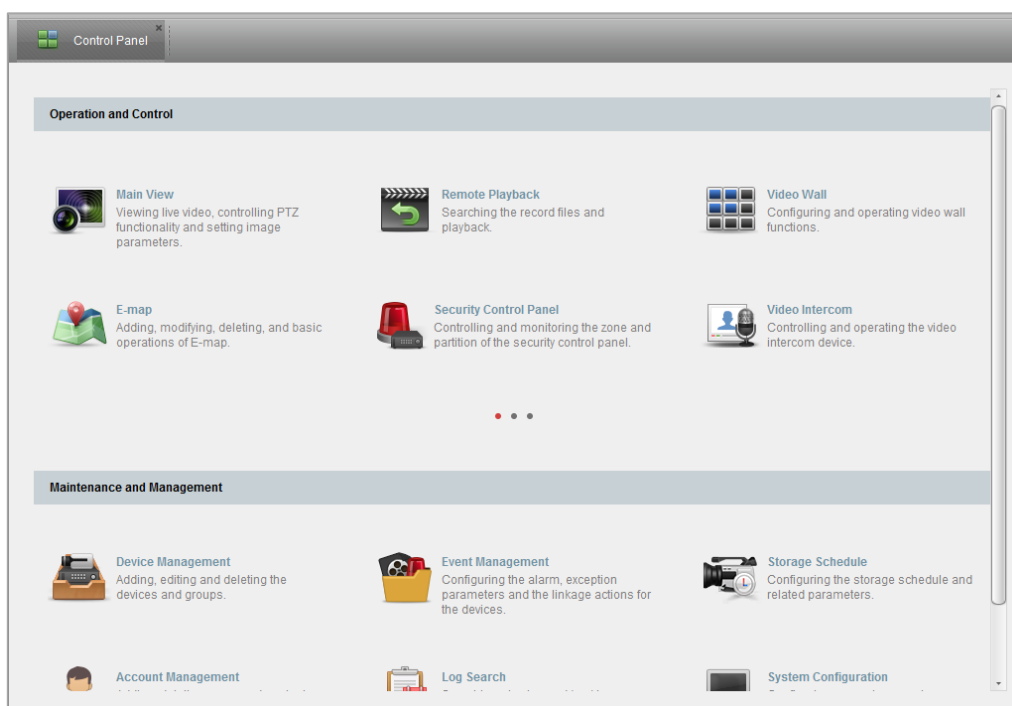 Control Panel
Operation and Control
Main View
Viewing live video, controlling PTZ
functionality and setting image
parameters.
Remote Playback
Searching the record files and
playback.
Video Wall
Configuring and operating video wall
functions.
E-map
Adding, modifying, deleting, and basic
operations of E-map.
Security Control Panel
Controlling and monitoring the zone and
partition of the security control panel.
Video Intercom
Controlling and operating the video
intercom device.
Maintenance and Management
Device Management
Adding, editing and deleting the
devices and groups.
Event Management
Configuring the alarm, exception
parameters and the linkage actions for
the devices.
Storage Schedule
Configuring the storage schedule and
related parameters.
Account Management
Log Search
System Configuration